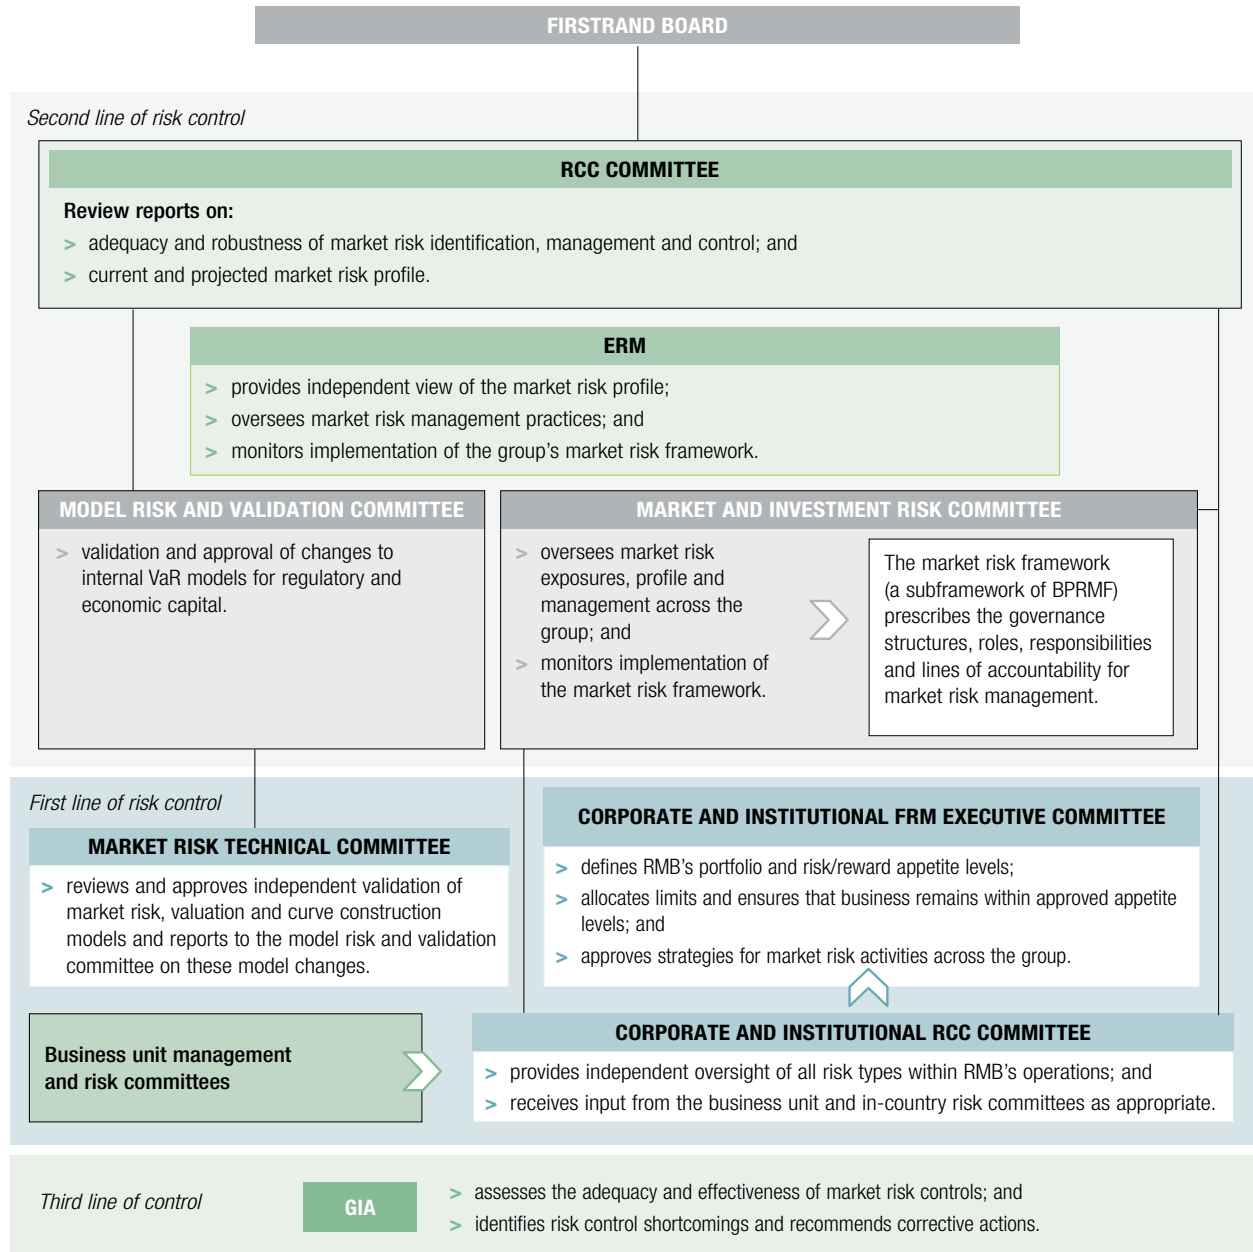 FIRSTRAND BOARD
Second line of risk control
RCC COMMITTEE
Review reports on:
> adequacy and robustness of market risk identification, management and control; and
> current and projected market risk profile.
ERM
> provides independent view of the market risk profile;
> oversees market risk management practices; and
> monitors implementation of the group's market risk framework.
MODEL RISK AND VALIDATION COMMITTEE
> validation and approval of changes to
internal VaR models for regulatory and
economic capital.
MARKET AND INVESTMENT RISK COMMITTEE
> oversees market risk
exposures, profile and
management across the
group; and
> monitors implementation of
the market risk framework.
The market risk framework
(a subframework of BPRMF)
prescribes the governance
structures, roles, responsibilities
and lines of accountability for
market risk management.
First line of risk control
MARKET RISK TECHNICAL COMMITTEE
> reviews and approves independent validation of
market risk, valuation and curve construction
models and reports to the model risk and validation
committee on these model changes.
CORPORATE AND INSTITUTIONAL FRM EXECUTIVE COMMITTEE
> defines RMB's portfolio and risk/reward appetite levels;
> allocates limits and ensures that business remains within approved appetite
levels; and
> approves strategies for market risk activities across the group.
Business unit management
and risk committees
CORPORATE AND INSTITUTIONAL RCC COMMITTEE
> provides independent oversight of all risk types within RMB's operations; and
> receives input from the business unit and in-country risk committees as appropriate.
Third line of control
GIA
> assesses the adequacy and effectiveness of market risk controls; and
> identifies risk control shortcomings and recommends corrective actions.